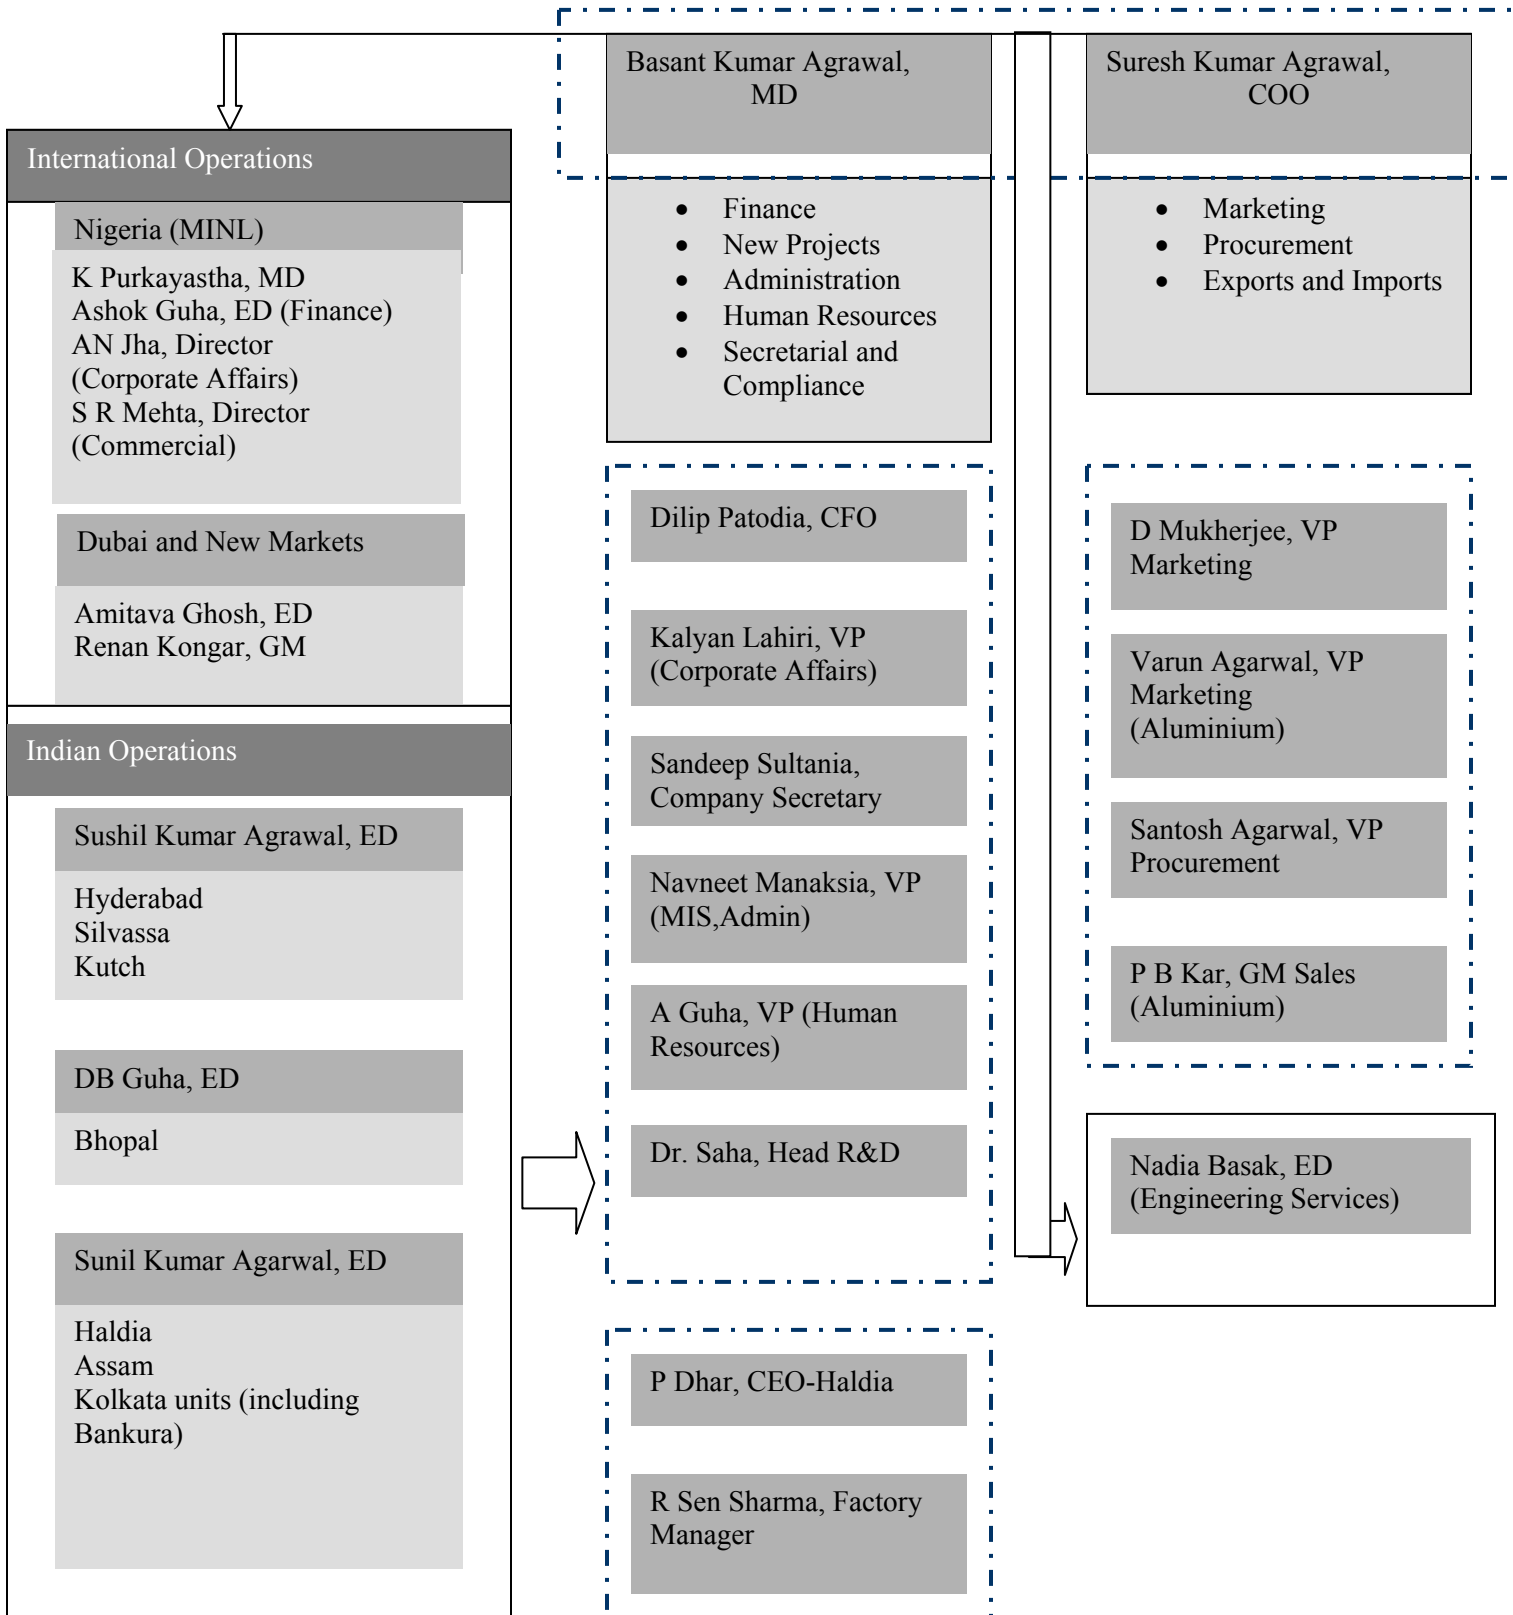 Basant Kumar Agrawal,
MD
Suresh Kumar Agrawal,
COO
International Operations
Nigeria (MINL)
K Purkayastha, MD
Ashok Guha, ED (Finance)
AN Jha, Director
(Corporate Affairs)
S R Mehta, Director
(Commercial)
Dubai and New Markets
Amitava Ghosh, ED
Renan Kongar, GM
Indian Operations
Sushil Kumar Agrawal, ED
Hyderabad
Silvassa
Kutch
DB Guha, ED
Bhopal
Sunil Kumar Agarwal, ED
Haldia
Assam
Kolkata units (including
Bankura)
• Finance
• New Projects
• Administration
• Human Resources
• Secretarial and
Compliance
Dilip Patodia, CFO
Kalyan Lahiri, VP
(Corporate Affairs)
Sandeep Sultania,
Company Secretary
Navneet Manaksia, VP
(MIS,Admin)
A Guha, VP (Human
Resources)
Dr. Saha, Head R&D
P Dhar, CEO-Haldia
R Sen Sharma, Factory
Manager
• Marketing
• Procurement
• Exports and Imports
D Mukherjee, VP
Marketing
Varun Agarwal, VP
Marketing
(Aluminium)
Santosh Agarwal, VP
Procurement
P B Kar, GM Sales
(Aluminium)
Nadia Basak, ED
(Engineering Services)